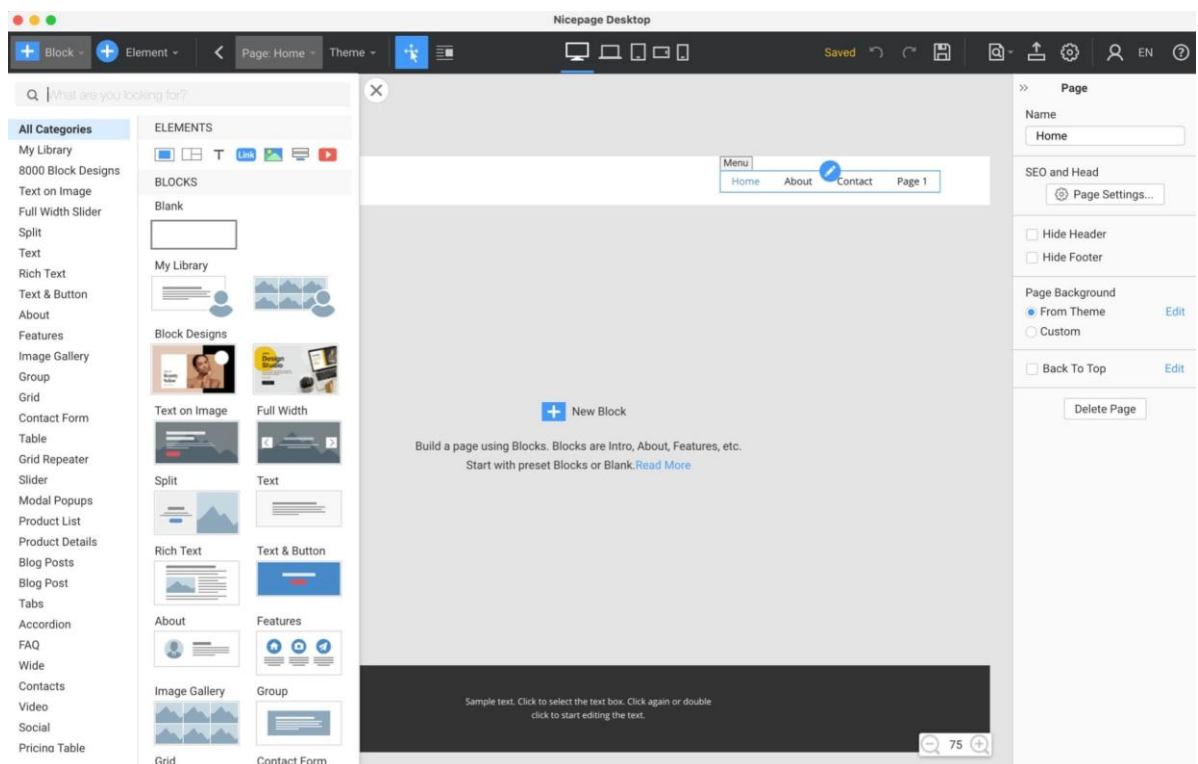 Nicepage Desktop
Block
Element
Page: Home
Theme
Saved
EN
What are you looking for?
All Categories
My Library
8000 Block Designs
Text on Image
Full Width Slider
Split
Text
Rich Text
Text & Button
About
Features
Image Gallery
Group
Grid
Contact Form
Table
Grid Repeater
Slider
Modal Popups
Product List
Product Details
Blog Posts
Blog Post
Tabs
Accordion
FAQ
Wide
Contacts
Video
Social
Pricing Table
ELEMENTS
T
Link
BLOCKS
Blank
My Library
Block Designs
Design
Studio
Text on Image
Full Width
Split
Text
Rich Text
Text & Button
About
Features
Image Gallery
Group
Grid
Contact Form
Menu
Home About Contact Page 1
New Block
Build a page using Blocks. Blocks are Intro, About, Features, etc.
Start with preset Blocks or Blank.Read More
Sample text. Click to select the text box. Click again or double
click to start editing the text.
75
Page
Name
Home
SEO and Head
Page Settings...
Hide Header
Hide Footer
Page Background
From Theme Edit
Custom
Back To Top Edit
Delete Page